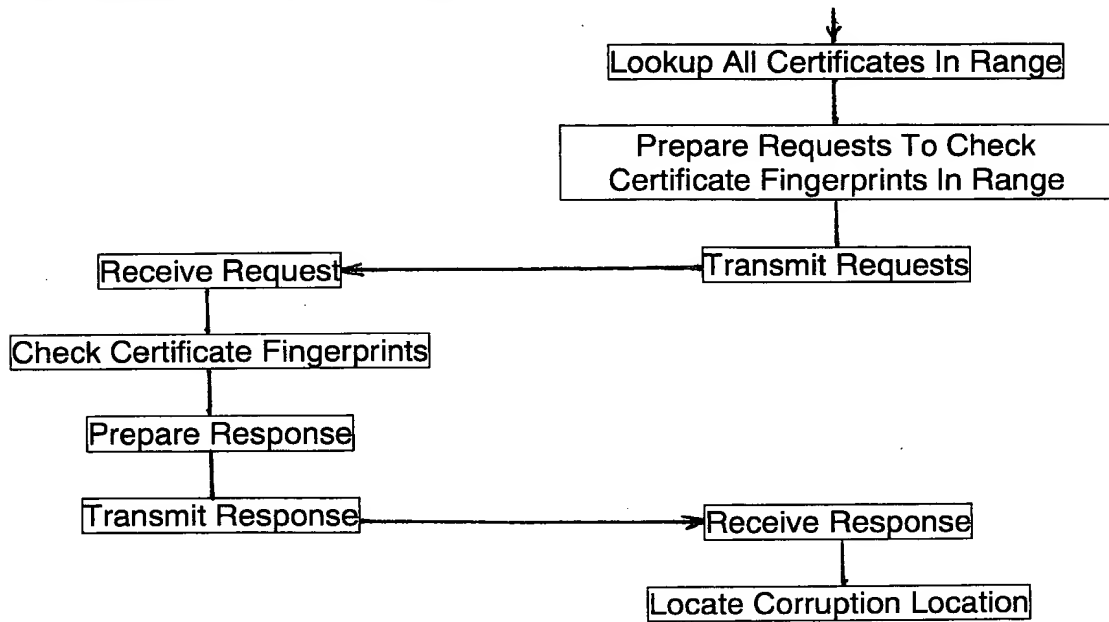 Lookup All Certificates In Range
Prepare Requests To Check
Certificate Fingerprints In Range
Transmit Requests
Receive Request
Check Certificate Fingerprints
Prepare Response
Transmit Response
Receive Response
Locate Corruption Location